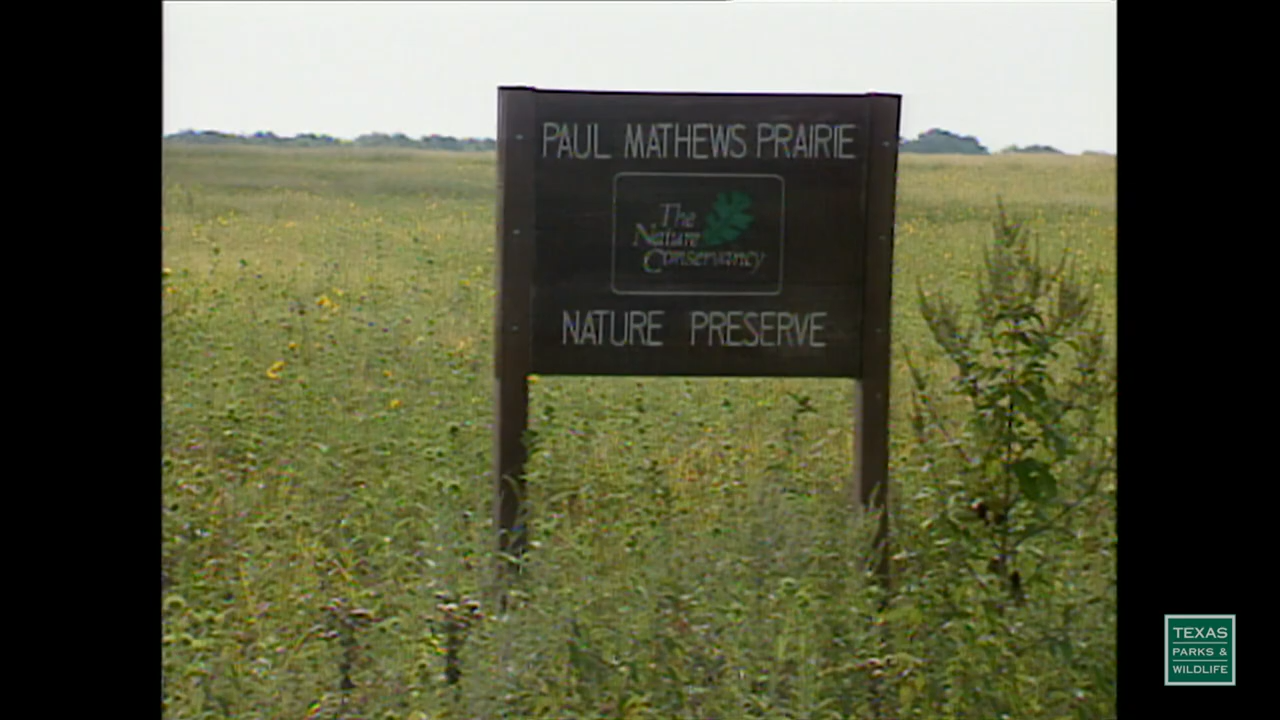 PAUL MATHEWS PRAIRIE
The
Nature
Conservancy
NATURE PRESERVE
TEXAS
PARKS &
WILDLIFE